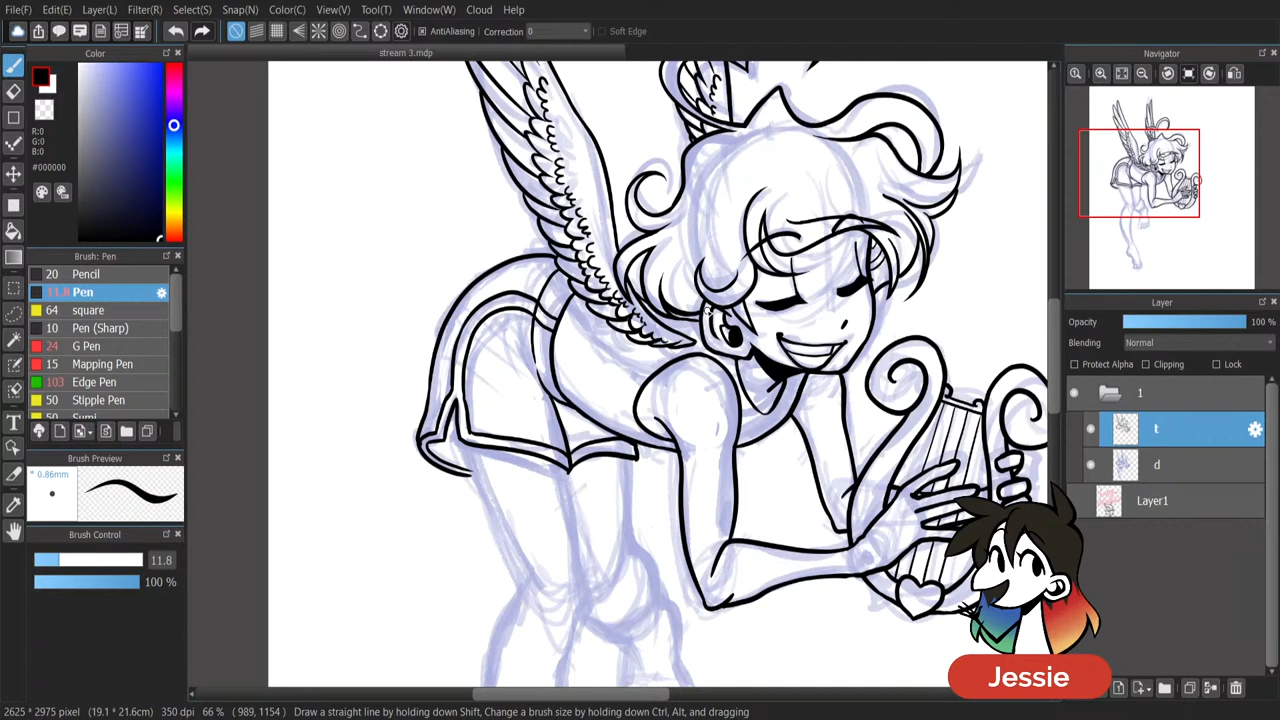 File(F) Edit(E) Layer(L) Filter(R) Select(S) Snap(N) Color(C) View(V) Tool(T) Window(W) Cloud Help
AntiAliasing Correction 0 Soft Edge
Color
stream 3.mdp
Navigator
R:0
G:0
B:0
#000000
Brush: Pen
20 Pencil
11.8 Pen
64 square
10 Pen (Sharp)
24 G Pen
15 Mapping Pen
103 Edge Pen
50 Stipple Pen
50 Sumi
Brush Preview
* 0.86mm
Brush Control
11.8
100 %
Layer
Opacity 100 %
Blending Normal
Protect Alpha Clipping Lock
1
t
d
Layer1
Jessie
2625 * 2975 pixel (19.1 * 21.6cm) 350 dpi 66 % ( 989, 1154 ) Draw a straight line by holding down Shift, Change a brush size by holding down Ctrl, Alt, and dragging